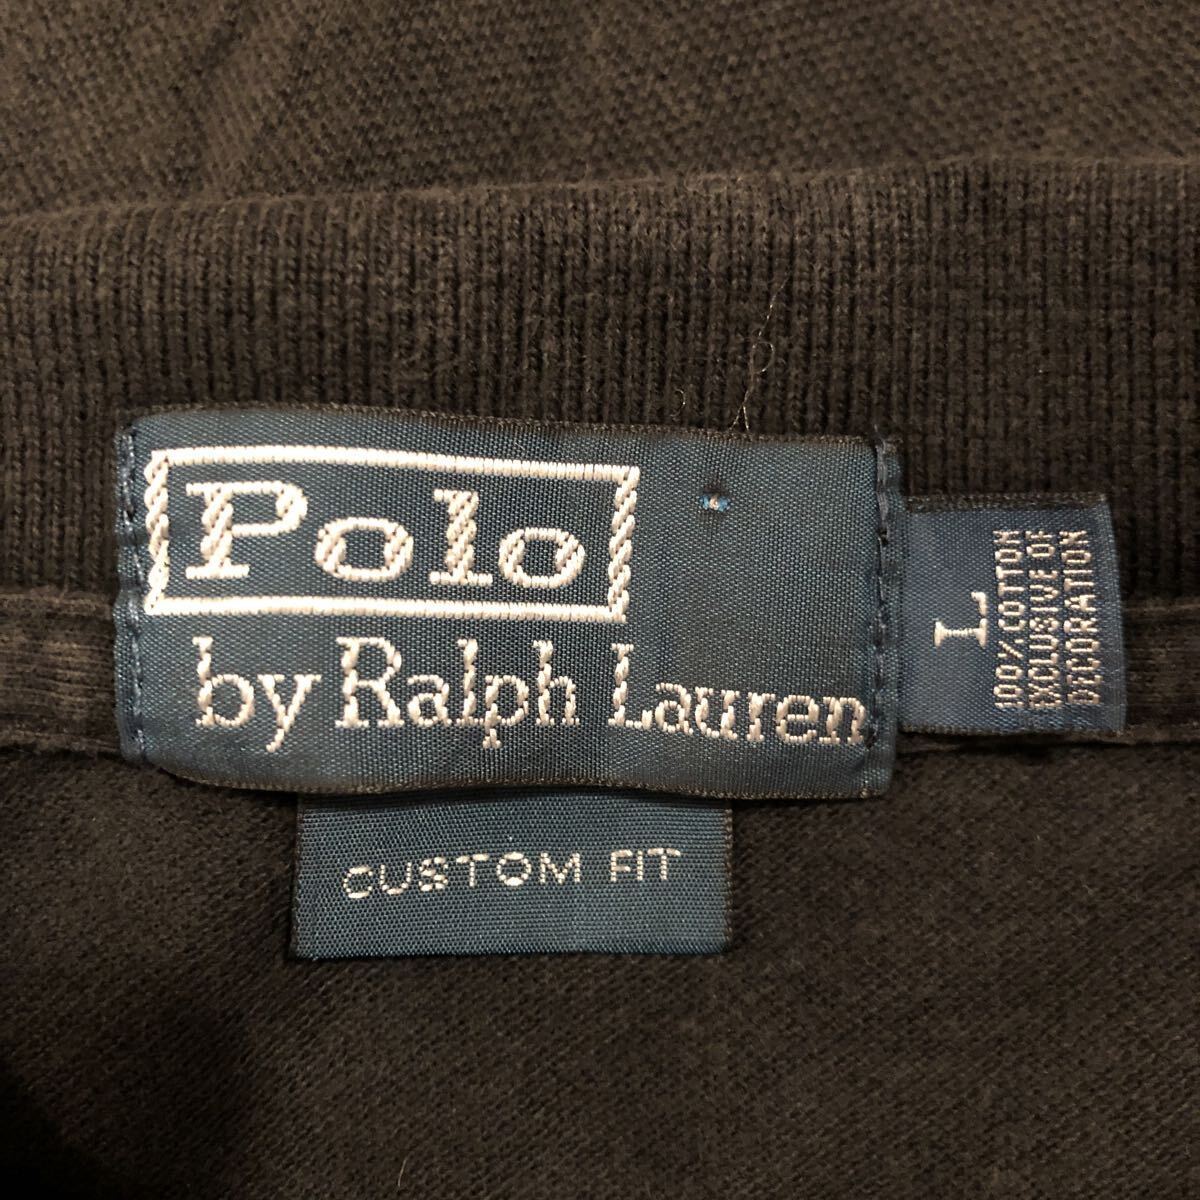 Polo
by Ralph Lauren
CUSTOM FIT
L
100% COTTON
EXCLUSIVE OF
DECORATION